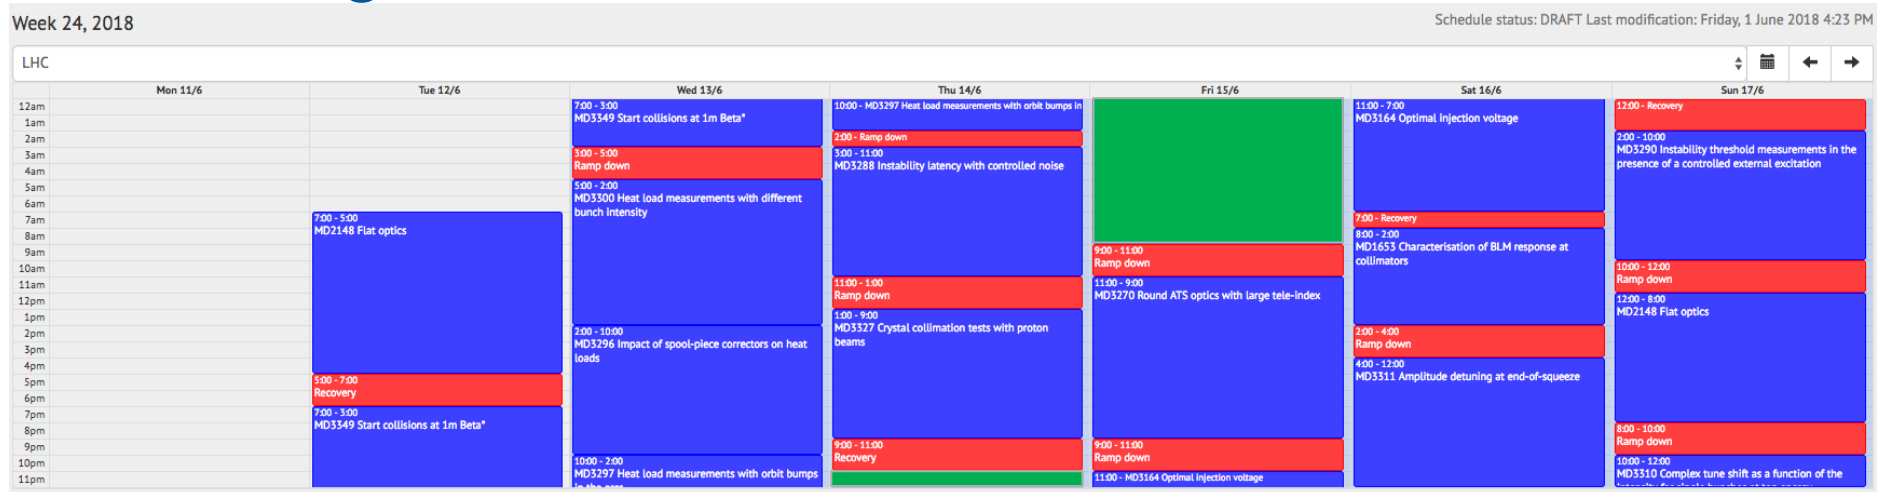 Week 24, 2018
Schedule status: DRAFT Last modification: Friday, 1 June 2018 4:23 PM
LHC
Mon 11/6
Tue 12/6
Wed 13/6
Thu 14/6
Fri 15/6
Sat 16/6
Sun 17/6
12am
1am
2am
3am
4am
5am
6am
7am
8am
9am
10am
11am
12pm
1pm
2pm
3pm
4pm
5pm
6pm
7pm
8pm
9pm
10pm
11pm
7:00 - 5:00
MD2148 Flat optics
5:00 - 7:00
Recovery
7:00 - 3:00
MD3349 Start collisions at 1m Beta*
7:00 - 3:00
MD3349 Start collisions at 1m Beta*
3:00 - 5:00
Ramp down
5:00 - 2:00
MD3300 Heat load measurements with different
bunch intensity
2:00 - 10:00
MD3296 Impact of spool-piece correctors on heat
loads
10:00 - 2:00
MD3297 Heat load measurements with orbit bumps
in the arcs
10:00 - MD3297 Heat load measurements with orbit bumps in
2:00 - Ramp down
3:00 - 11:00
MD3288 Instability latency with controlled noise
11:00 - 1:00
Ramp down
1:00 - 9:00
MD3327 Crystal collimation tests with proton
beams
9:00 - 11:00
Recovery
9:00 - 11:00
Ramp down
11:00 - 9:00
MD3270 Round ATS optics with large tele-index
9:00 - 11:00
Ramp down
11:00 - MD3164 Optimal injection voltage
11:00 - 7:00
MD3164 Optimal injection voltage
7:00 - Recovery
8:00 - 2:00
MD1653 Characterisation of BLM response at
collimators
2:00 - 4:00
Ramp down
4:00 - 12:00
MD3311 Amplitude detuning at end-of-squeeze
12:00 - Recovery
2:00 - 10:00
MD3290 Instability threshold measurements in the
presence of a controlled external excitation
10:00 - 12:00
Ramp down
12:00 - 8:00
MD2148 Flat optics
8:00 - 10:00
Ramp down
10:00 - 12:00
MD3310 Complex tune shift as a function of the
intensity for single bunches at top energy